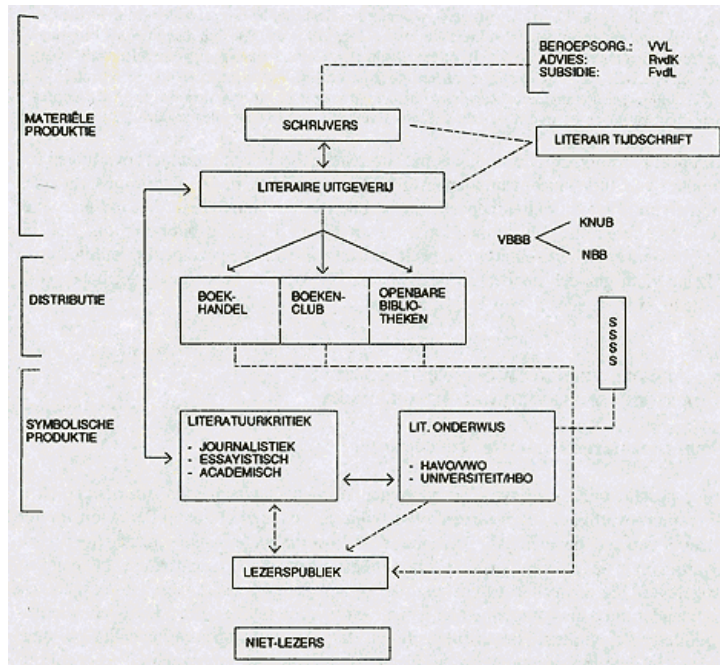 BEROEPSORG.: VVL
ADVIES: RvdK
SUBSIDIE: FvdL
MATERIËLE
PRODUKTIE
SCHRIJVERS
LITERAIR TIJDSCHRIFT
LITERAIRE UITGEVERIJ
KNUB
VBBB
NBB
DISTRIBUTIE
BOEK-
HANDEL
BOEKEN-
CLUB
OPENBARE
BIBLIO-
THEKEN
S
S
S
S
SYMBOLISCHE
PRODUKTIE
LITERATUURKRITIEK
- JOURNALISTIEK
- ESSAYISTISCH
- ACADEMISCH
LIT. ONDERWIJS
- HAVO/VWO
- UNIVERSITEIT/HBO
LEZERSPUBLIEK
NIET-LEZERS